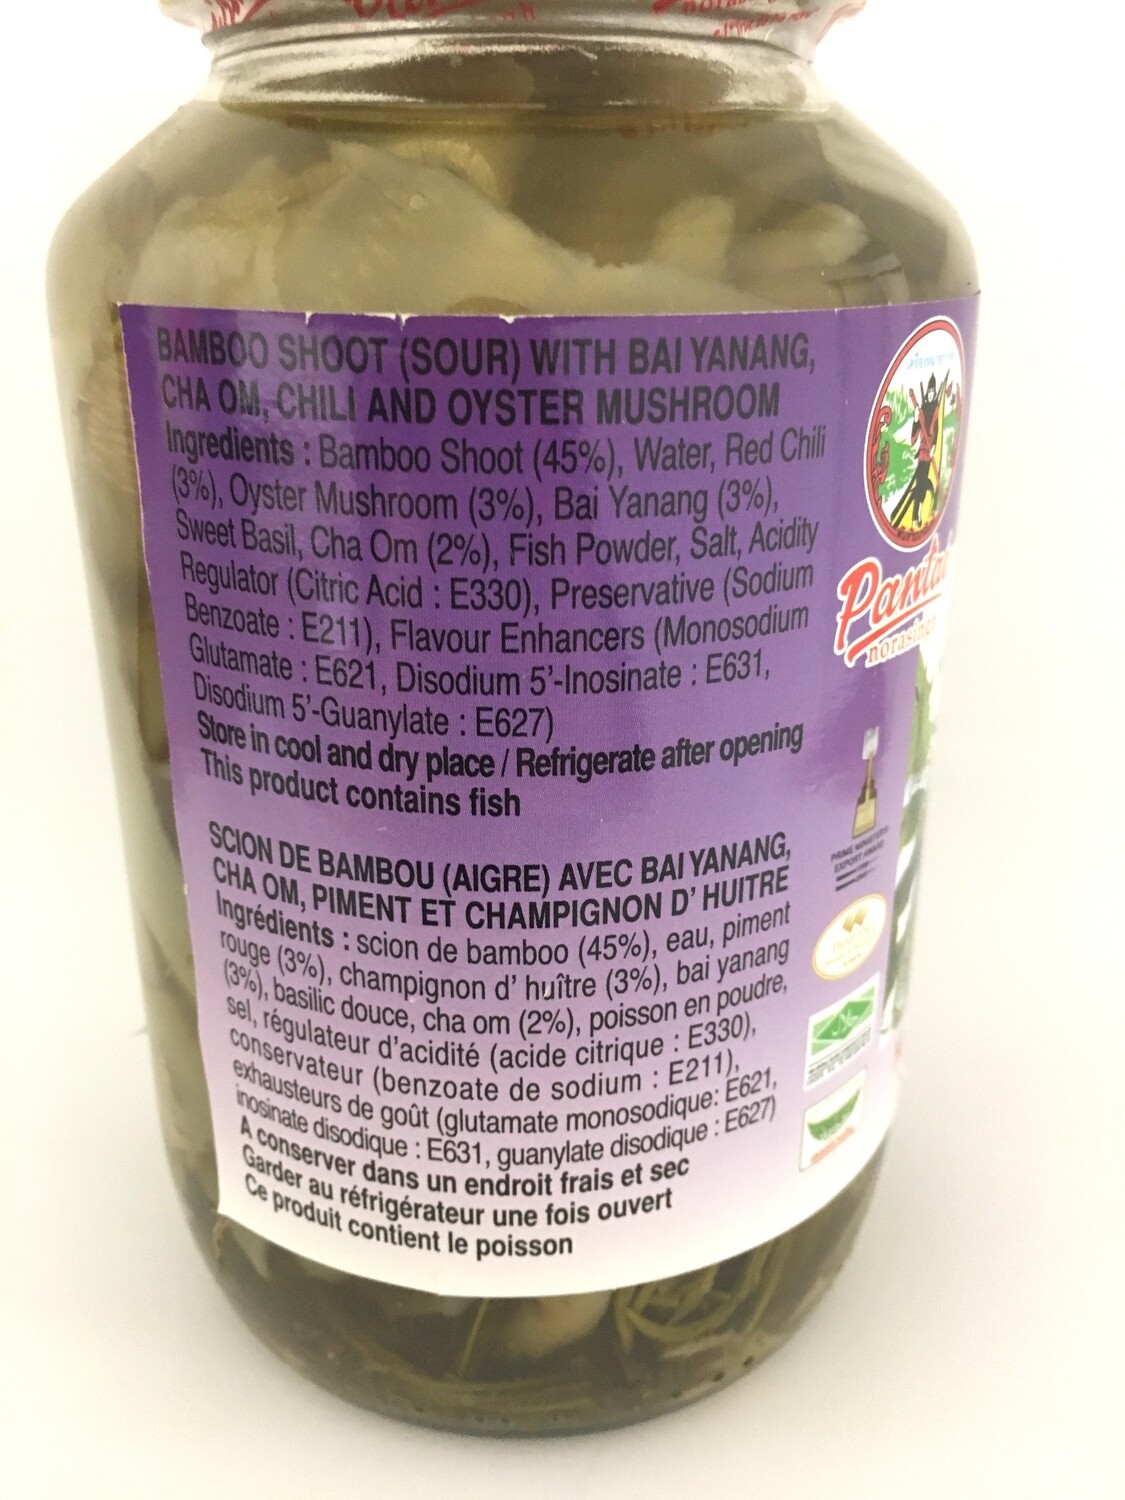 BAMBOO SHOOT (SOUR) WITH BAI YANANG,
CHA OM, CHILI AND OYSTER MUSHROOM
Ingredients : Bamboo Shoot (45%), Water, Red Chili
(3%), Oyster Mushroom (3%), Bai Yanang (3%),
Sweet Basil, Cha Om (2%), Fish Powder, Salt, Acidity
Regulator (Citric Acid : E330), Preservative (Sodium
Benzoate : E211), Flavour Enhancers (Monosodium
Glutamate : E621, Disodium 5'-Inosinate : E631,
Disodium 5'-Guanylate : E627)
Store in cool and dry place / Refrigerate after opening
This product contains fish
SCION DE BAMBOU (AIGRE) AVEC BAI YANANG,
CHA OM, PIMENT ET CHAMPIGNON D' HUITRE
Ingrédients : scion de bamboo (45%), eau, piment
rouge (3%), champignon d' huître (3%), bai yanang
(3%), basilic douce, cha om (2%), poisson en poudre,
sel, régulateur d'acidité (acide citrique : E330),
conservateur (benzoate de sodium : E211),
exhausteurs de goût (glutamate monosodique: E621,
inosinate disodique : E631, guanylate disodique : E627)
A conserver dans un endroit frais et sec
Garder au réfrigérateur une fois ouvert
Ce produit contient le poisson
PRIME MINISTER'S
EXPORT AWARD